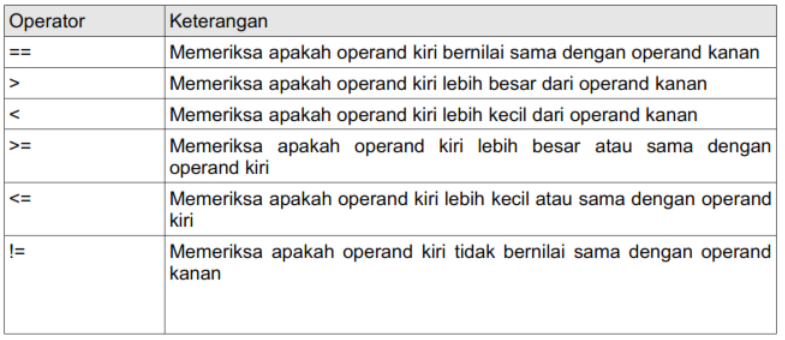 Operator Keterangan
== Memeriksa apakah operand kiri bernilai sama dengan operand kanan
> Memeriksa apakah operand kiri lebih besar dari operand kanan
< Memeriksa apakah operand kiri lebih kecil dari operand kanan
>= Memeriksa apakah operand kiri lebih besar atau sama dengan
operand kiri
<= Memeriksa apakah operand kiri lebih kecil atau sama dengan operand
kiri
!= Memeriksa apakah operand kiri tidak bernilai sama dengan operand
kanan